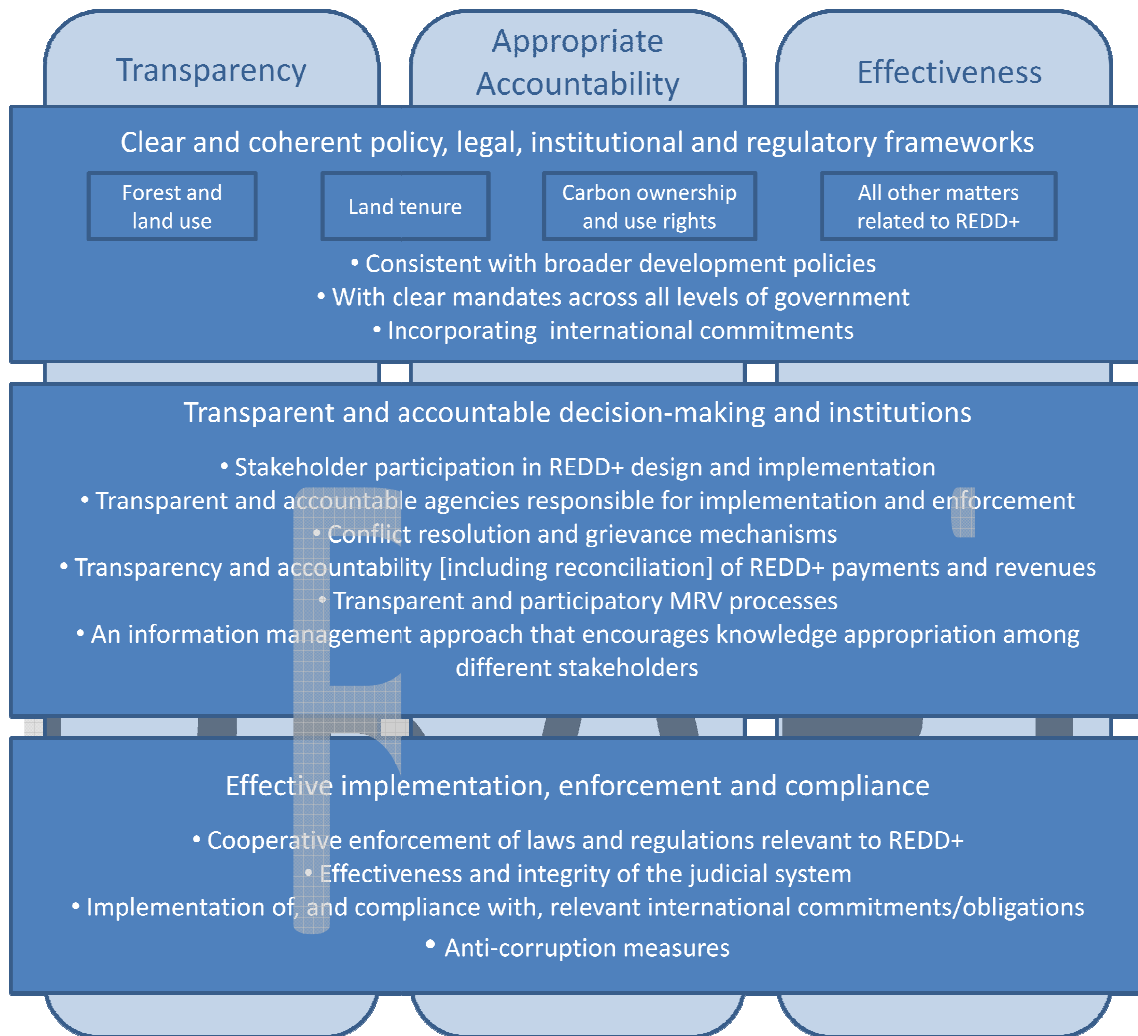 Transparency
Appropriate
Accountability
Effectiveness
Clear and coherent policy, legal, institutional and regulatory frameworks
Forest and
land use
Land tenure
Carbon ownership
and use rights
All other matters
related to REDD+
• Consistent with broader development policies
• With clear mandates across all levels of government
• Incorporating international commitments
Transparent and accountable decision-making and institutions
• Stakeholder participation in REDD+ design and implementation
• Transparent and accountable agencies responsible for implementation and enforcement
• Conflict resolution and grievance mechanisms
• Transparency and accountability [including reconciliation] of REDD+ payments and revenues
• Transparent and participatory MRV processes
• An information management approach that encourages knowledge appropriation among
different stakeholders
Effective implementation, enforcement and compliance
• Cooperative enforcement of laws and regulations relevant to REDD+
• Effectiveness and integrity of the judicial system
• Implementation of, and compliance with, relevant international commitments/obligations
• Anti-corruption measures